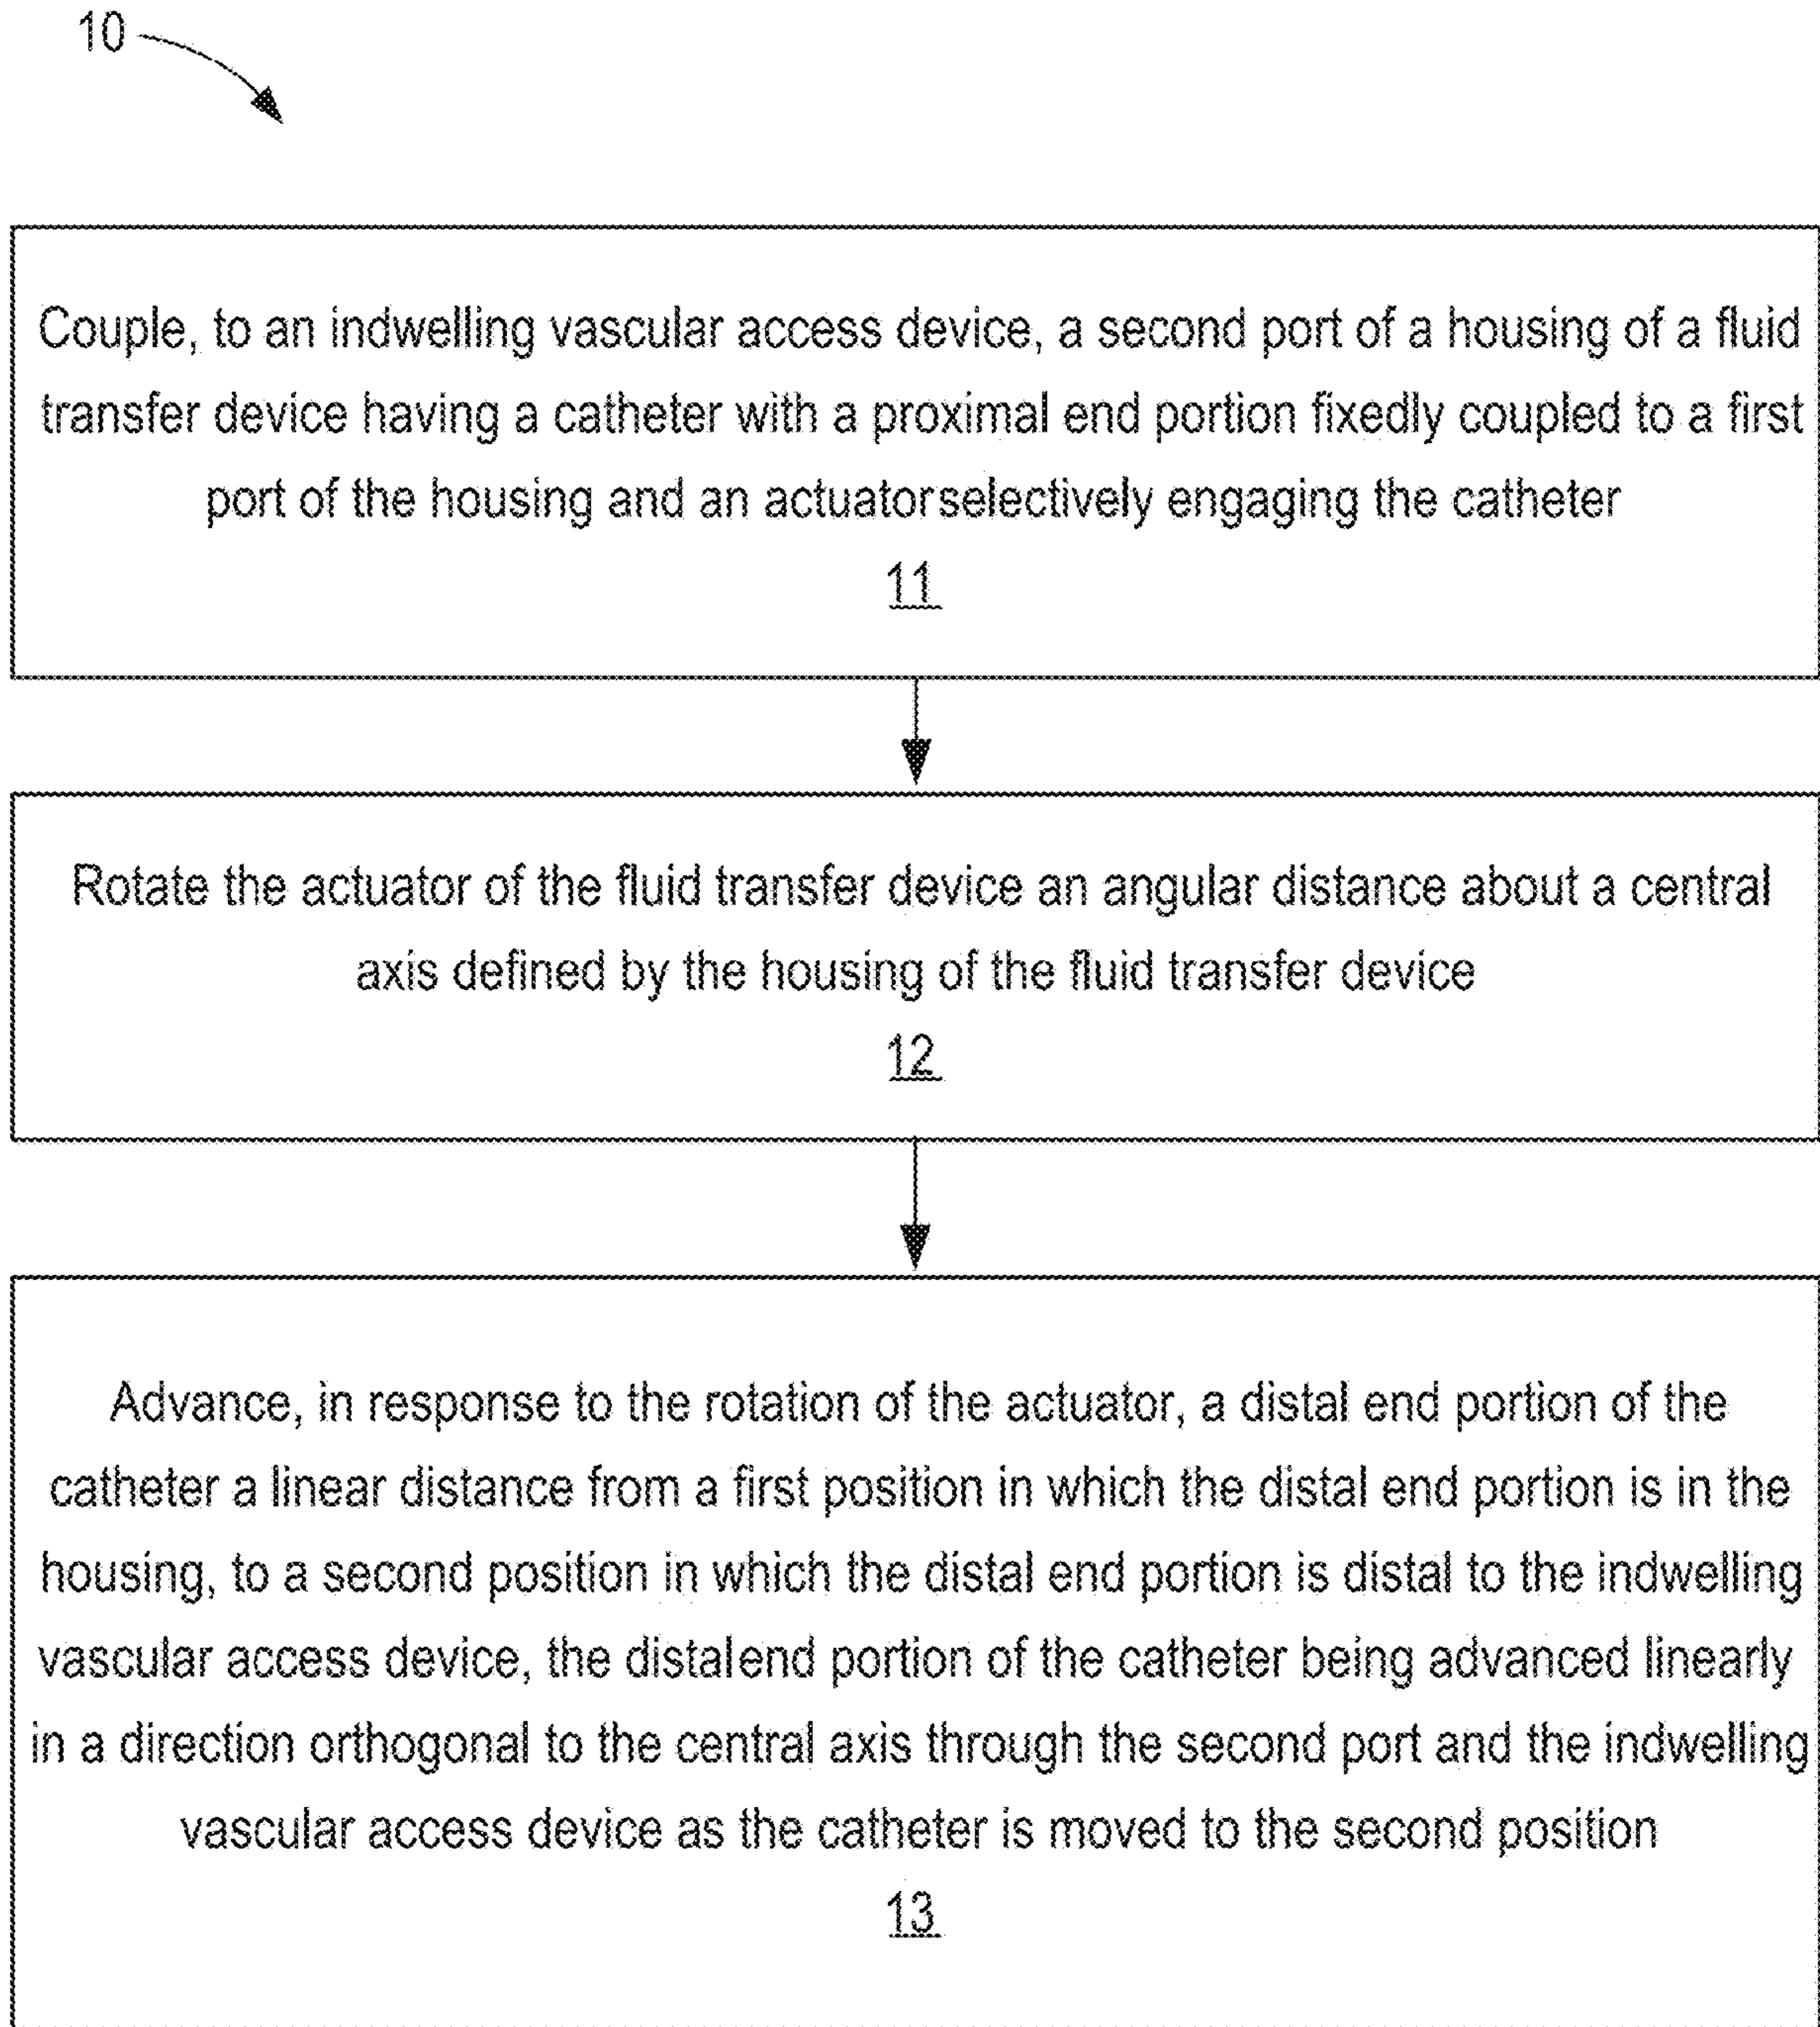 10
Couple, to an indwelling vascular access device, a second port of a housing of a fluid
transfer device having a catheter with a proximal end portion fixedly coupled to a first
port of the housing and an actuator selectively engaging the catheter
11
Rotate the actuator of the fluid transfer device an angular distance about a central
axis defined by the housing of the fluid transfer device
12
Advance, in response to the rotation of the actuator, a distal end portion of the
catheter a linear distance from a first position in which the distal end portion is in the
housing, to a second position in which the distal end portion is distal to the indwelling
vascular access device, the distal end portion of the catheter being advanced linearly
in a direction orthogonal to the central axis through the second port and the indwelling
vascular access device as the catheter is moved to the second position
13